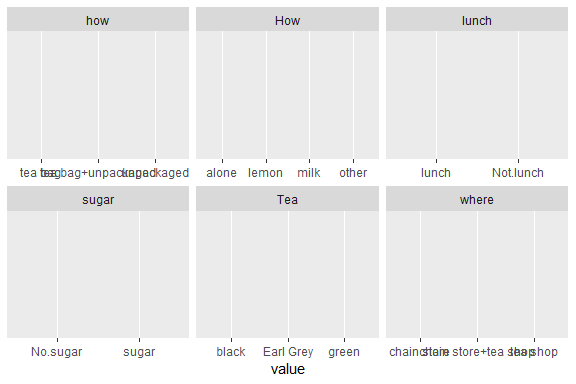 how How lunch
tea bag tea bag+unpackaged unpackaged alone lemon milk other lunch Not.lunch
sugar Tea where
No.sugar sugar black Earl Grey green chain store chain store+tea shop tea shop
value